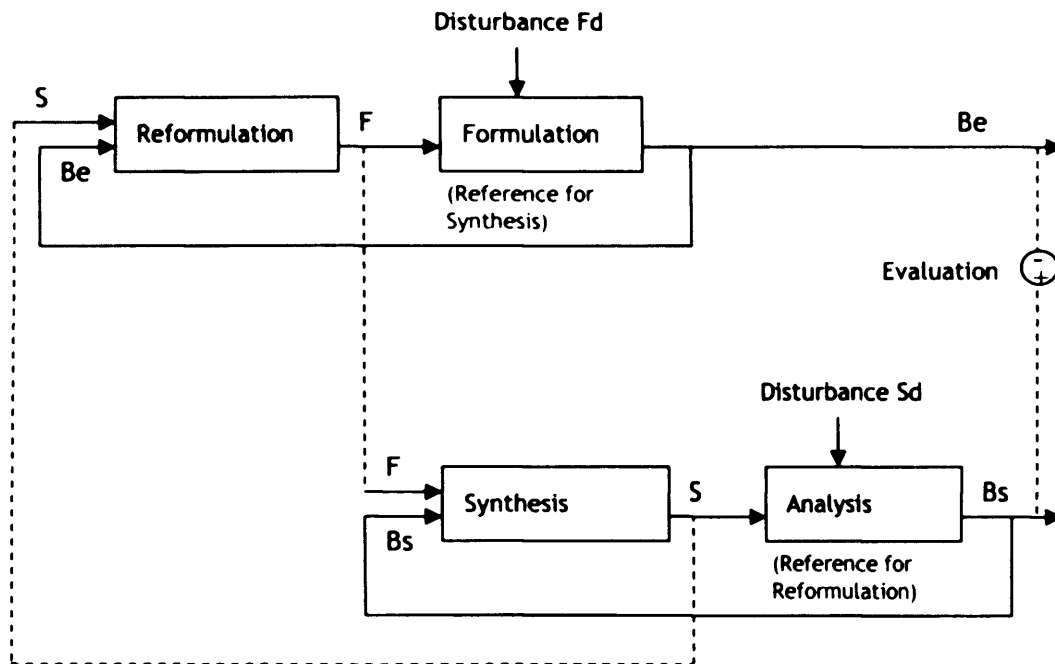 Disturbance Fd
S
Reformulation
F
Formulation
Be
Be
(Reference for
Synthesis)
Evaluation
-
+
Disturbance Sd
F
Synthesis
S
Analysis
Bs
Bs
(Reference for
Reformulation)